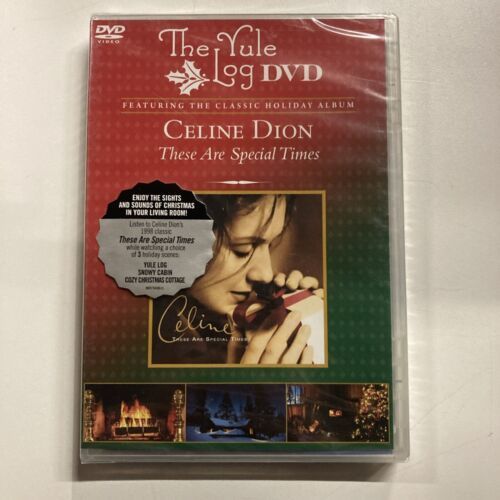 DVD
VIDEO
The Yule
Log DVD
FEATURING THE CLASSIC HOLIDAY ALBUM
CELINE DION
These Are Special Times
ENJOY THE SIGHTS
AND SOUNDS OF CHRISTMAS
IN YOUR LIVING ROOM!
Listen to Celine Dion's
1998 classic
These Are Special Times
while watching a choice
of 3 holiday scenes:
YULE LOG
SNOWY CABIN
COZY CHRISTMAS COTTAGE
Celine
THESE ARE SPECIAL TIMES